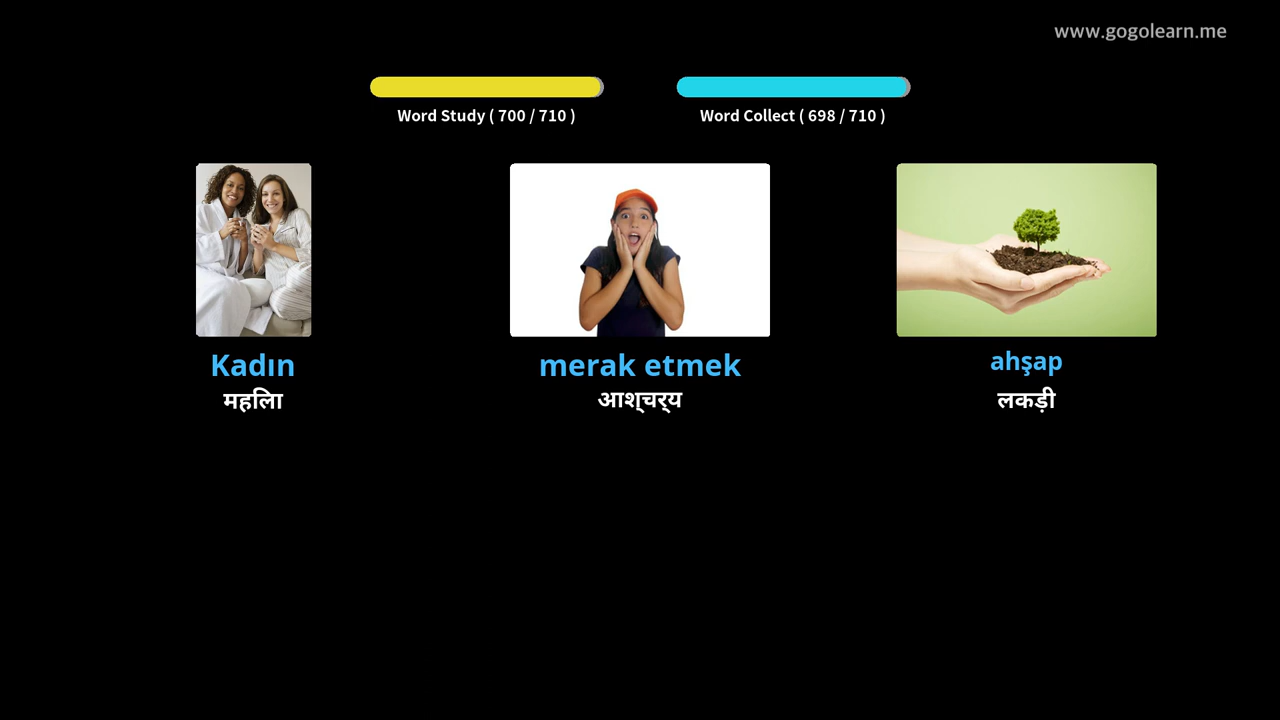 www.gogolearn.me
Word Study ( 700 / 710 )
Word Collect ( 698 / 710 )
Kadın
merak etmek
ahşap
महिला
आश्चर्य
लकड़ी